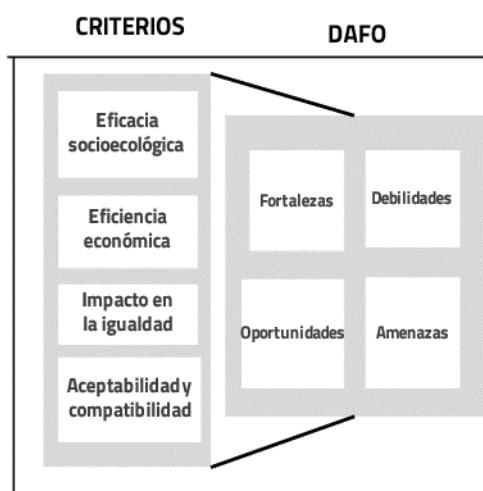 CRITERIOS
DAFO
Eficacia
socioecológica
Eficiencia
económica
Impacto en
la igualdad
Aceptabilidad y
compatibilidad
Fortalezas
Debilidades
Oportunidades
Amenazas